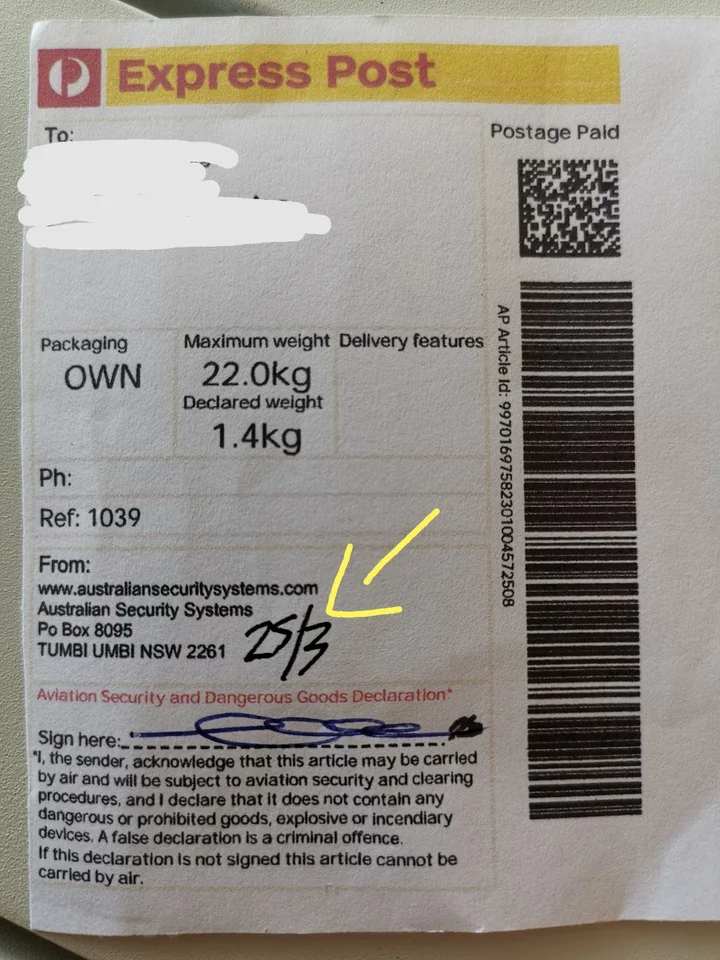 Express Post
To:
Postage Paid
Packaging
OWN
Maximum weight
22.0kg
Declared weight
1.4kg
Delivery features
AP Article Id: 99701697582301004572508
Ph:
Ref: 1039
From:
www.australiansecuritysystems.com
Australian Security Systems
Po Box 8095
TUMBI UMBI NSW 2261
25/3
Aviation Security and Dangerous Goods Declaration*
Sign here:
*I, the sender, acknowledge that this article may be carried
by air and will be subject to aviation security and clearing
procedures, and I declare that it does not contain any
dangerous or prohibited goods, explosive or incendiary
devices. A false declaration is a criminal offence.
If this declaration is not signed this article cannot be
carried by air.